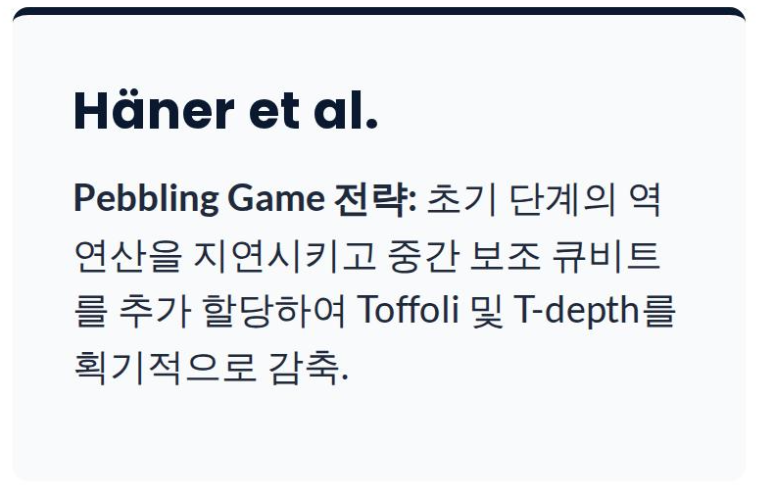 Häner et al.
Pebbling Game 전략: 초기 단계의 역
연산을 지연시키고 중간 보조 큐비트
를 추가 할당하여 Toffoli 및 T-depth를
획기적으로 감축.